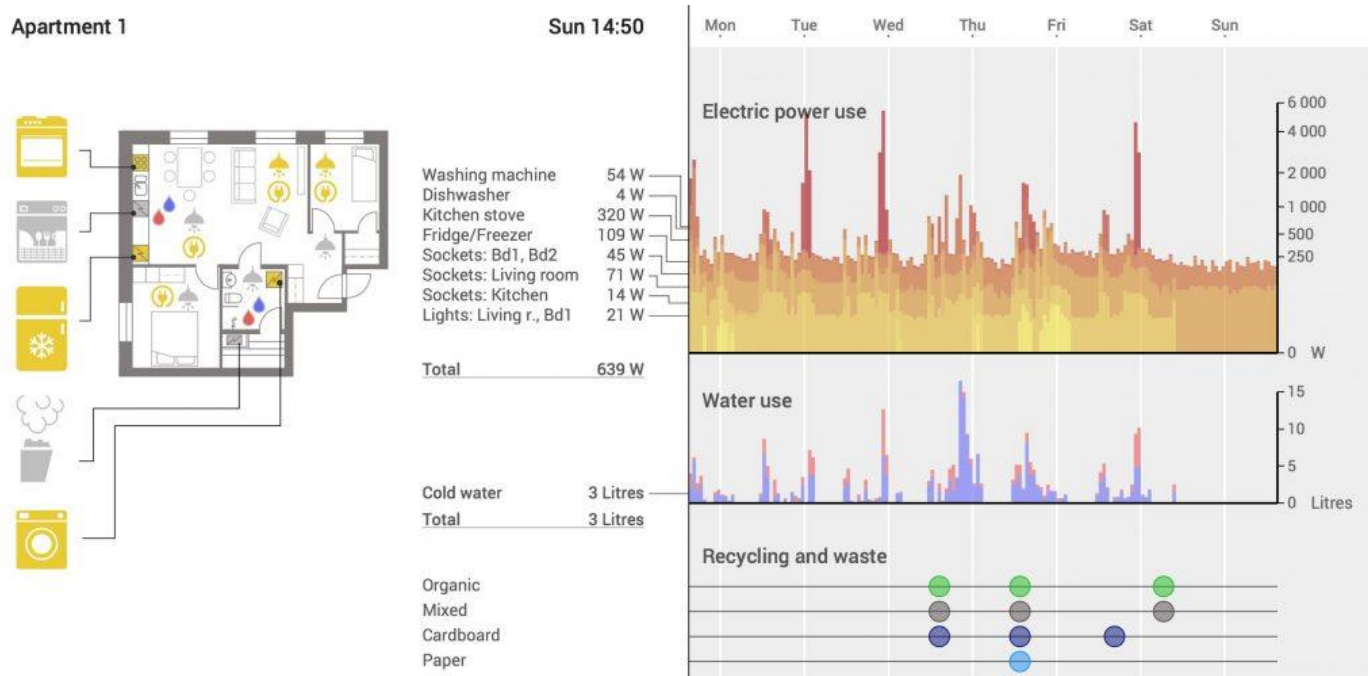 Apartment 1 Sun 14:50
Mon Tue Wed Thu Fri Sat Sun
Electric power use
6 000
4 000
2 000
1 000
500
250
0 W
Washing machine 54 W
Dishwasher 4 W
Kitchen stove 320 W
Fridge/Freezer 109 W
Sockets: Bd1, Bd2 45 W
Sockets: Living room 71 W
Sockets: Kitchen 14 W
Lights: Living r., Bd1 21 W
Total 639 W
Water use
15
10
5
0 Litres
Cold water 3 Litres
Total 3 Litres
Recycling and waste
Organic
Mixed
Cardboard
Paper